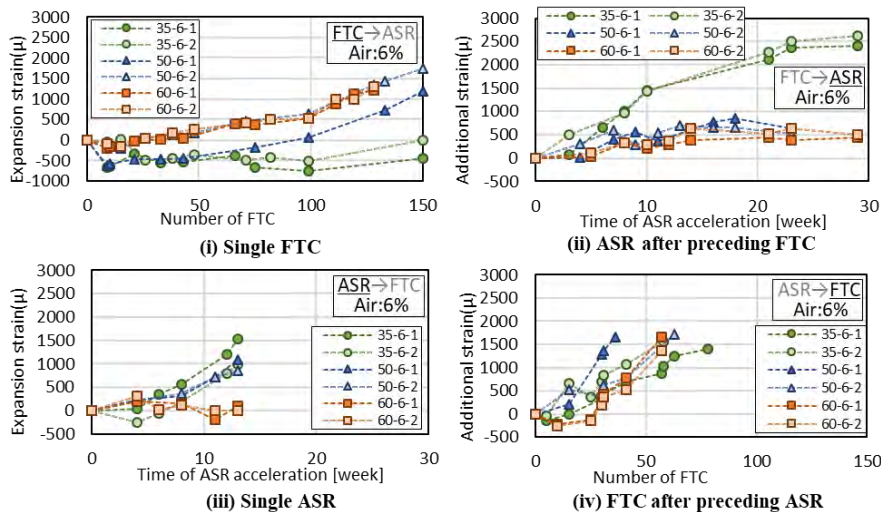 3000
2500
2000
1500
1000
500
0
-500
-1000
Expansion strain(μ)
35-6-1
35-6-2
50-6-1
50-6-2
60-6-1
60-6-2
FTC→ASR
Air:6%
0 50 100 150
Number of FTC
(i) Single FTC
3000
2500
2000
1500
1000
500
0
-500
Additional strain(μ)
35-6-1 35-6-2
50-6-1 50-6-2
60-6-1 60-6-2
FTC→ASR
Air:6%
0 10 20 30
Time of ASR acceleration [week]
(ii) ASR after preceding FTC
3000
2500
2000
1500
1000
500
0
-500
Expansion strain(μ)
ASR→FTC
Air:6%
35-6-1
35-6-2
50-6-1
50-6-2
60-6-1
60-6-2
0 10 20 30
Time of ASR acceleration [week]
(iii) Single ASR
3000
2500
2000
1500
1000
500
0
-500
Additional strain(μ)
ASR→FTC
Air:6%
35-6-1
35-6-2
50-6-1
50-6-2
60-6-1
60-6-2
0 50 100 150
Number of FTC
(iv) FTC after preceding ASR